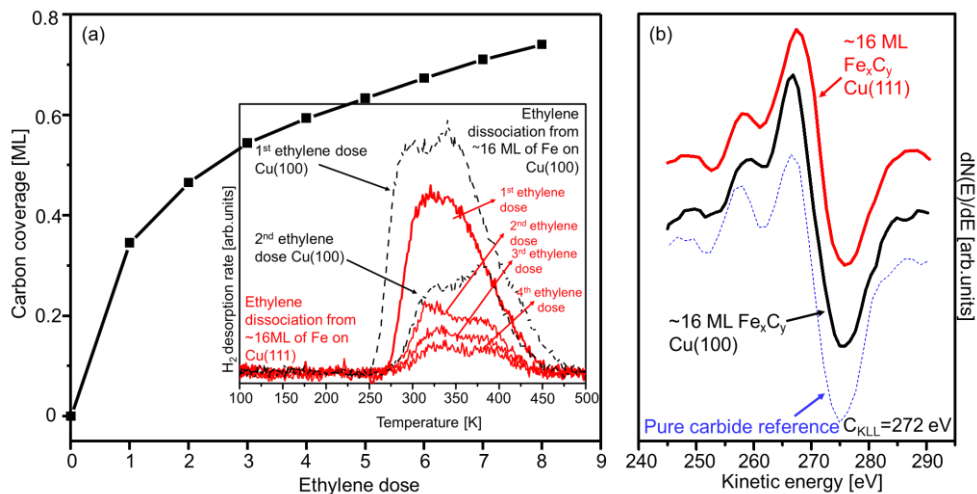 (a)
Carbon coverage [ML]
0.8
0.6
0.4
0.2
0
0 1 2 3 4 5 6 7 8 9
Ethylene dose
Ethylene
dissociation from
~16 ML of Fe on
Cu(100)
1st ethylene dose
Cu(100)
1st ethylene
dose
2nd ethylene
dose
3rd ethylene
dose
4th ethylene
dose
2nd ethylene
dose Cu(100)
Ethylene
dissociation from
~16ML of Fe on
Cu(111)
H2 desorption rate [arb.units]
100 150 200 250 300 350 400 450 500
Temperature [K]
(b)
~16 ML
FexCy
Cu(111)
~16 ML FexCy
Cu(100)
Pure carbide reference
CKLL=272 eV
dN(E)/dE [arb.units]
240 250 260 270 280 290
Kinetic energy [eV]